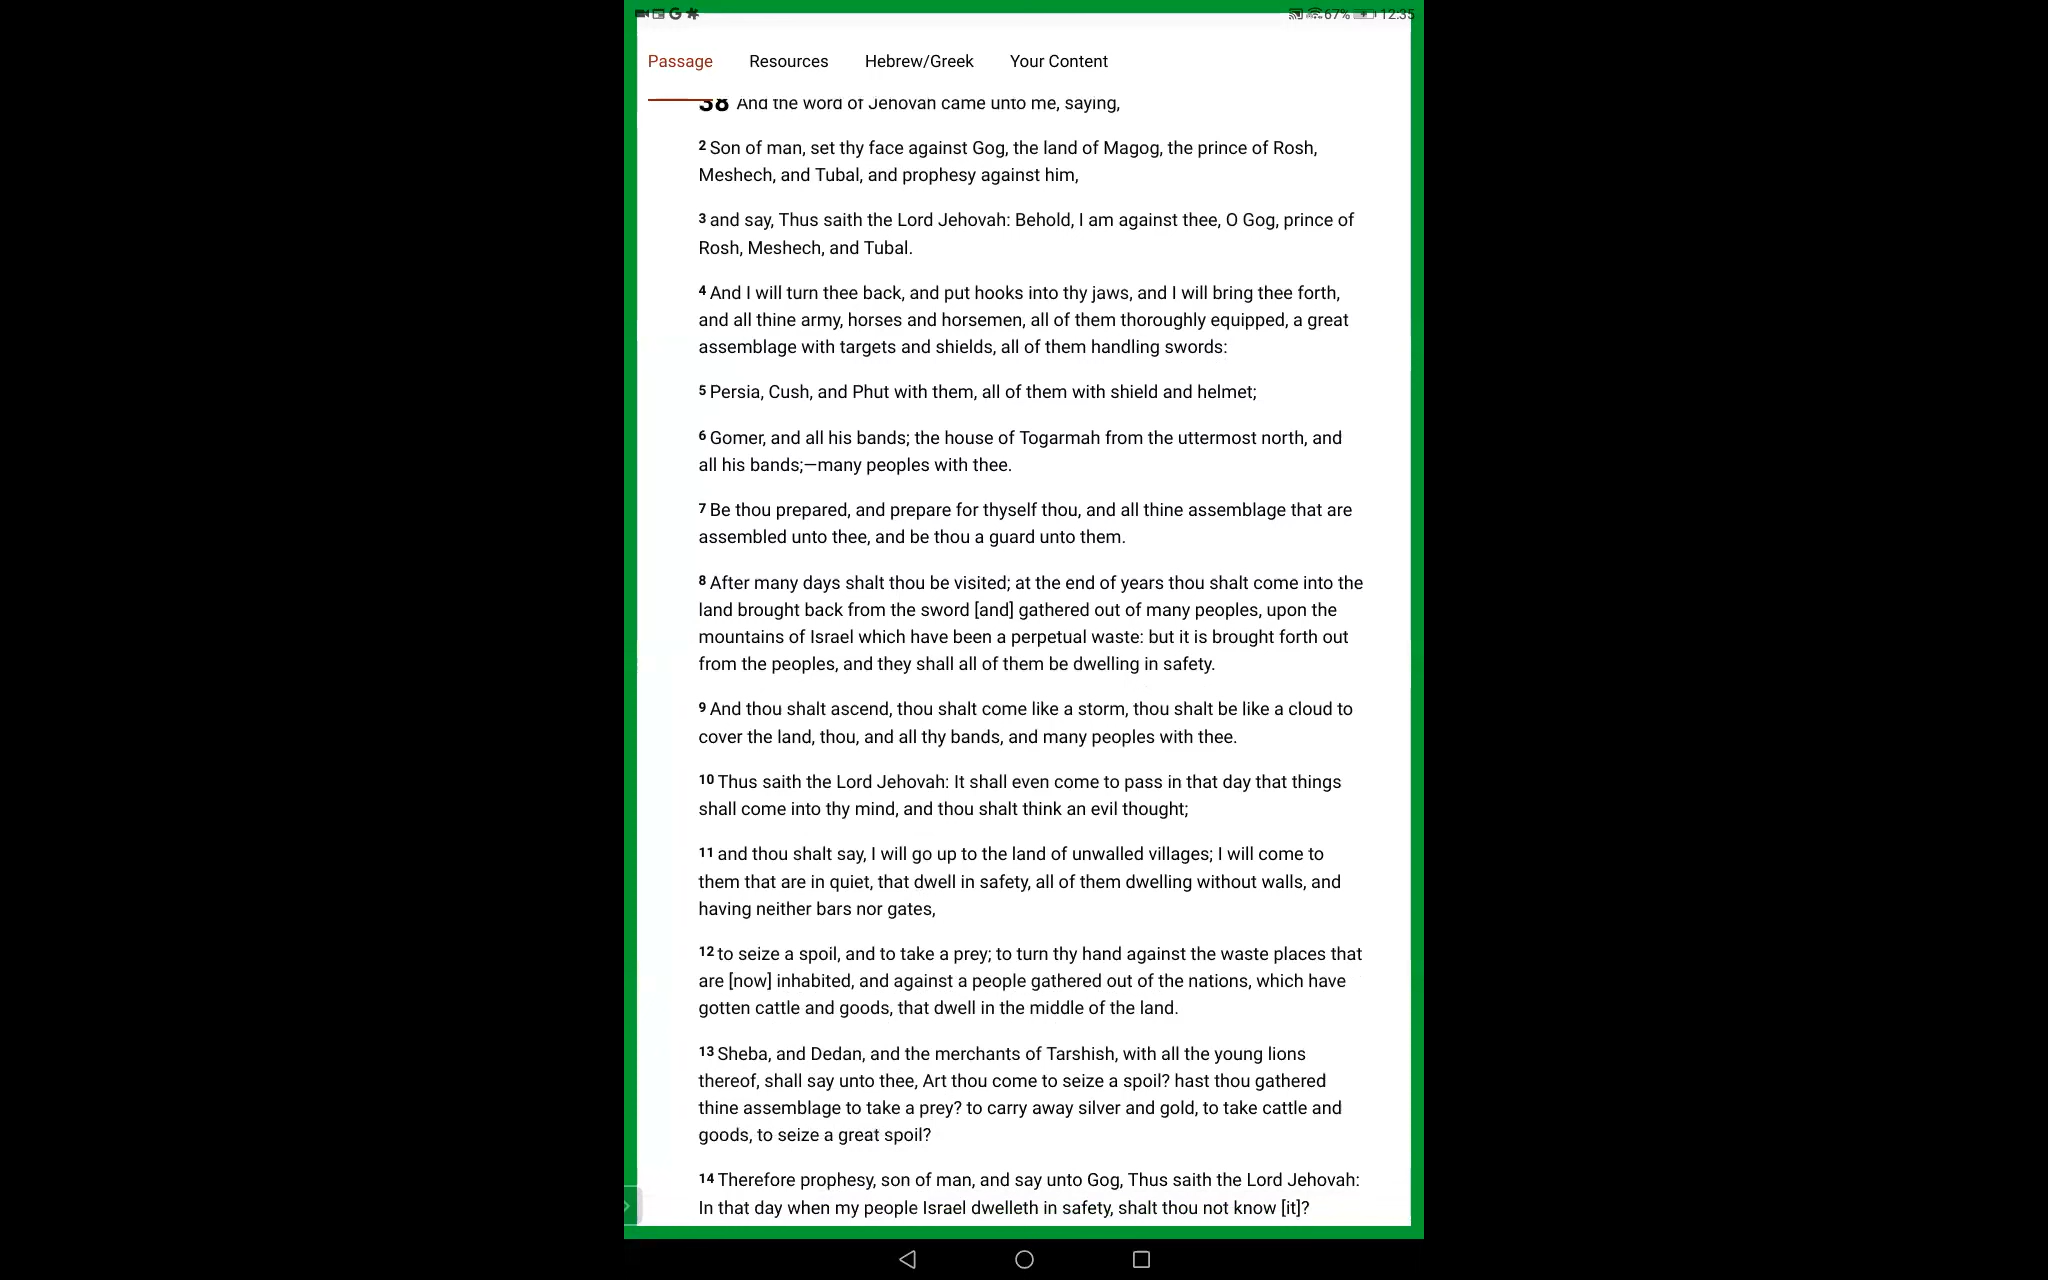 67% 12:35
Passage Resources Hebrew/Greek Your Content
38 And the word of Jehovah came unto me, saying,
2 Son of man, set thy face against Gog, the land of Magog, the prince of Rosh,
Meshech, and Tubal, and prophesy against him,
3 and say, Thus saith the Lord Jehovah: Behold, I am against thee, O Gog, prince of
Rosh, Meshech, and Tubal.
4 And I will turn thee back, and put hooks into thy jaws, and I will bring thee forth,
and all thine army, horses and horsemen, all of them thoroughly equipped, a great
assemblage with targets and shields, all of them handling swords:
5 Persia, Cush, and Phut with them, all of them with shield and helmet;
6 Gomer, and all his bands; the house of Togarmah from the uttermost north, and
all his bands;—many peoples with thee.
7 Be thou prepared, and prepare for thyself thou, and all thine assemblage that are
assembled unto thee, and be thou a guard unto them.
8 After many days shalt thou be visited; at the end of years thou shalt come into the
land brought back from the sword [and] gathered out of many peoples, upon the
mountains of Israel which have been a perpetual waste: but it is brought forth out
from the peoples, and they shall all of them be dwelling in safety.
9 And thou shalt ascend, thou shalt come like a storm, thou shalt be like a cloud to
cover the land, thou, and all thy bands, and many peoples with thee.
10 Thus saith the Lord Jehovah: It shall even come to pass in that day that things
shall come into thy mind, and thou shalt think an evil thought;
11 and thou shalt say, I will go up to the land of unwalled villages; I will come to
them that are in quiet, that dwell in safety, all of them dwelling without walls, and
having neither bars nor gates,
12 to seize a spoil, and to take a prey; to turn thy hand against the waste places that
are [now] inhabited, and against a people gathered out of the nations, which have
gotten cattle and goods, that dwell in the middle of the land.
13 Sheba, and Dedan, and the merchants of Tarshish, with all the young lions
thereof, shall say unto thee, Art thou come to seize a spoil? hast thou gathered
thine assemblage to take a prey? to carry away silver and gold, to take cattle and
goods, to seize a great spoil?
14 Therefore prophesy, son of man, and say unto Gog, Thus saith the Lord Jehovah:
In that day when my people Israel dwelleth in safety, shalt thou not know [it]?